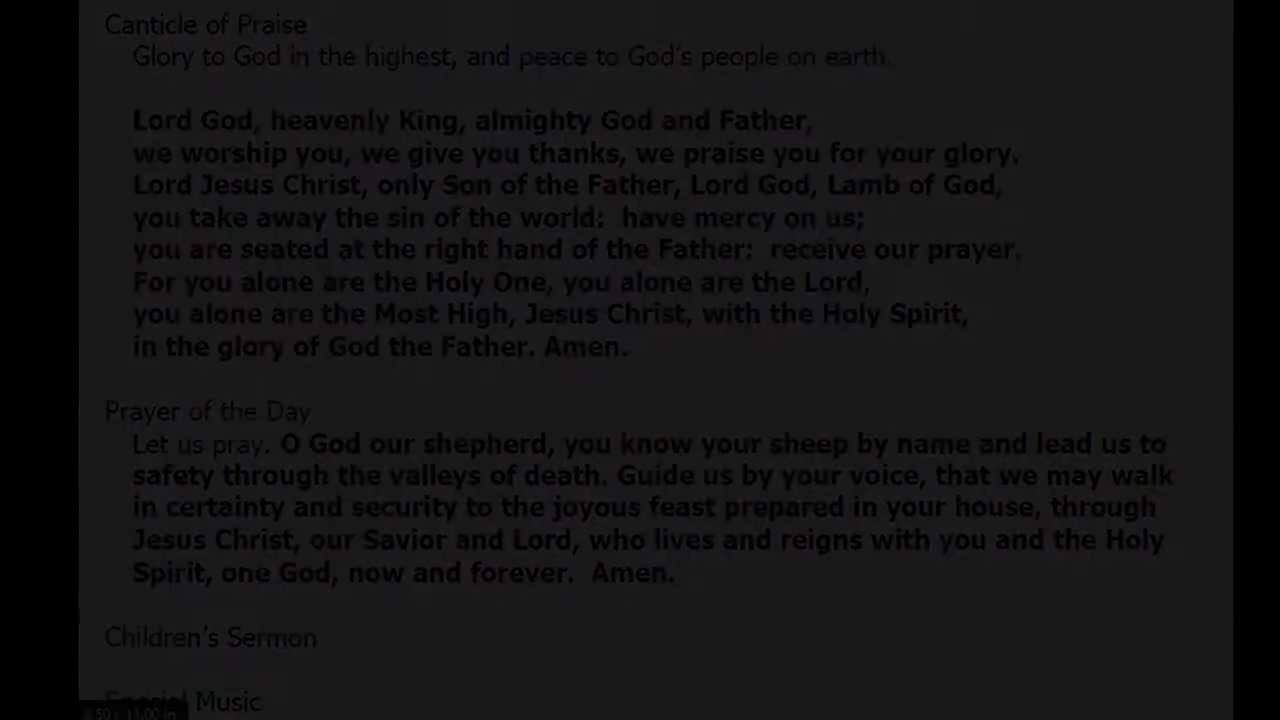 Canticle of Praise
Glory to God in the highest, and peace to God's people on earth.
Lord God, heavenly King, almighty God and Father,
we worship you, we give you thanks, we praise you for your glory.
Lord Jesus Christ, only Son of the Father, Lord God, Lamb of God,
you take away the sin of the world:  have mercy on us;
you are seated at the right hand of the Father:  receive our prayer.
For you alone are the Holy One, you alone are the Lord,
you alone are the Most High, Jesus Christ, with the Holy Spirit,
in the glory of God the Father. Amen.
Prayer of the Day
Let us pray. O God our shepherd, you know your sheep by name and lead us to
safety through the valleys of death. Guide us by your voice, that we may walk
in certainty and security to the joyous feast prepared in your house, through
Jesus Christ, our Savior and Lord, who lives and reigns with you and the Holy
Spirit, one God, now and forever.  Amen.
Children's Sermon
Special Music
8.50 x 11.00 in